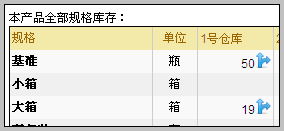 本产品全部规格库存：
规格 单位 1号仓库
基准 瓶 50
小箱 箱
大箱 箱 19